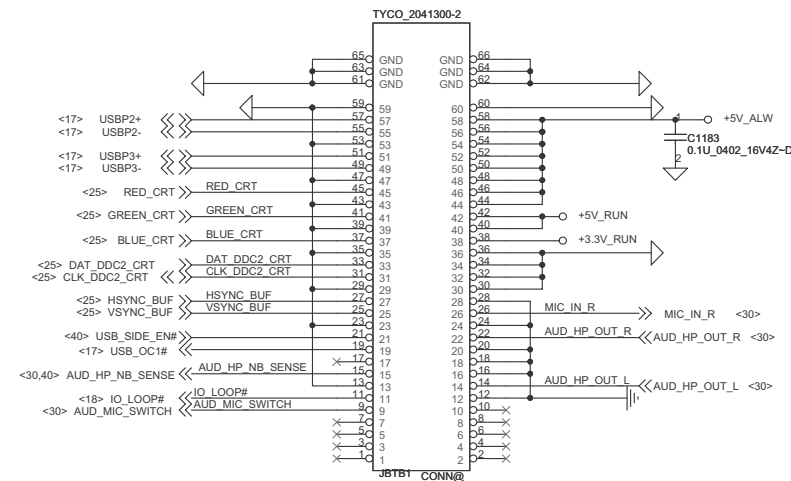 TYCO_2041300-2
65 GND GND 66
63 GND GND 64
61 GND GND 62
59 59 60 60
<17> USBP2+ 57 57 58 58 1 +5V_ALW
<17> USBP2- 55 55 56 56
53 53 54 54 C1183
<17> USBP3+ 51 51 52 52 0.1U_0402_16V4Z~D
<17> USBP3- 49 49 50 50 2
47 47 48 48
<25> RED_CRT RED_CRT 45 45 46 46
43 43 44 44
<25> GREEN_CRT GREEN_CRT 41 41 42 42 +5V_RUN
39 39 40 40
<25> BLUE_CRT BLUE_CRT 37 37 38 38 +3.3V_RUN
35 35 36 36
<25> DAT_DDC2_CRT DAT_DDC2_CRT 33 33 34 34
<25> CLK_DDC2_CRT CLK_DDC2_CRT 31 31 32 32
29 29 30 30
<25> HSYNC_BUF HSYNC_BUF 27 27 28 28
<25> VSYNC_BUF VSYNC_BUF 25 25 26 26 MIC_IN_R MIC_IN_R <30>
23 23 24 24
<40> USB_SIDE_EN# 21 21 22 22 AUD_HP_OUT_R AUD_HP_OUT_R <30>
<17> USB_OC1# 19 19 20 20
17 17 18 18
<30,40> AUD_HP_NB_SENSE AUD_HP_NB_SENSE 15 15 16 16
13 13 14 14 AUD_HP_OUT_L AUD_HP_OUT_L <30>
<18> IO_LOOP# IO_LOOP# 11 11 12 12
<30> AUD_MIC_SWITCH AUD_MIC_SWITCH 9 9 10 10
7 7 8 8
5 5 6 6
3 3 4 4
1 1 2 2
JBTB1 CONN@